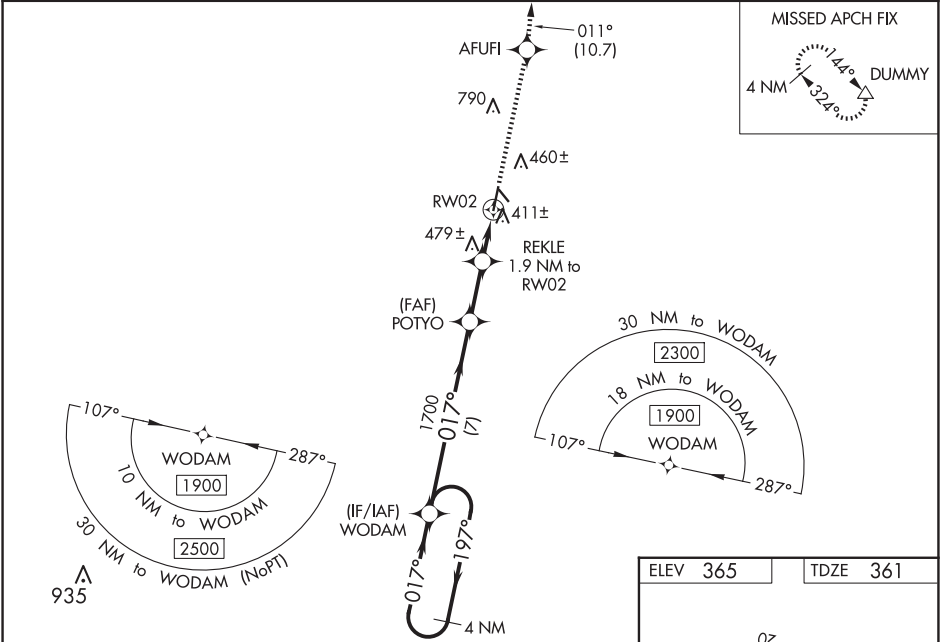 MISSED APCH FIX
4 NM
144°
324°
DUMMY
011°
(10.7)
AFUFI
790
460±
RW02
411±
479±
REKLE
1.9 NM to
RW02
(FAF)
POTYO
1700
017°
(7)
30 NM to WODAM
2300
18 NM to WODAM
1900
WODAM
107°
287°
107°
287°
WODAM
1900
10 NM to WODAM
2500
30 NM to WODAM (NoPT)
935
(IF/IAF)
WODAM
017°
197°
4 NM
ELEV 365
TDZE 361